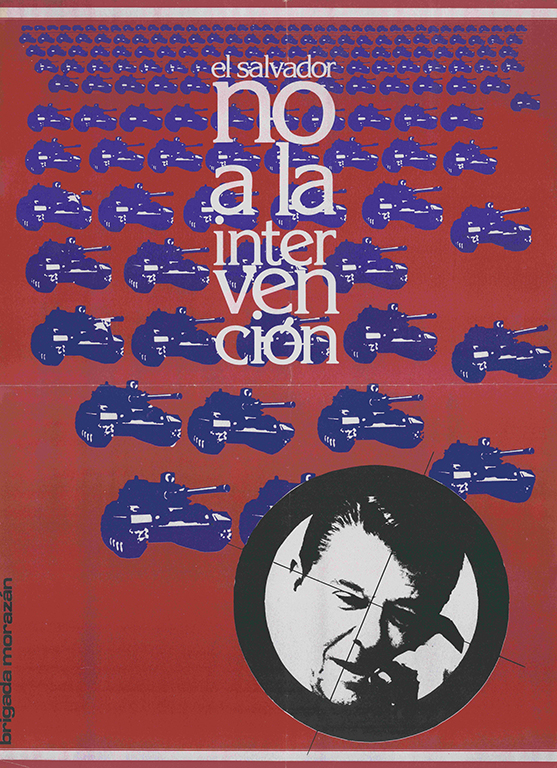 el salvador
no
a la
inter
ven
ción
brigada morazán